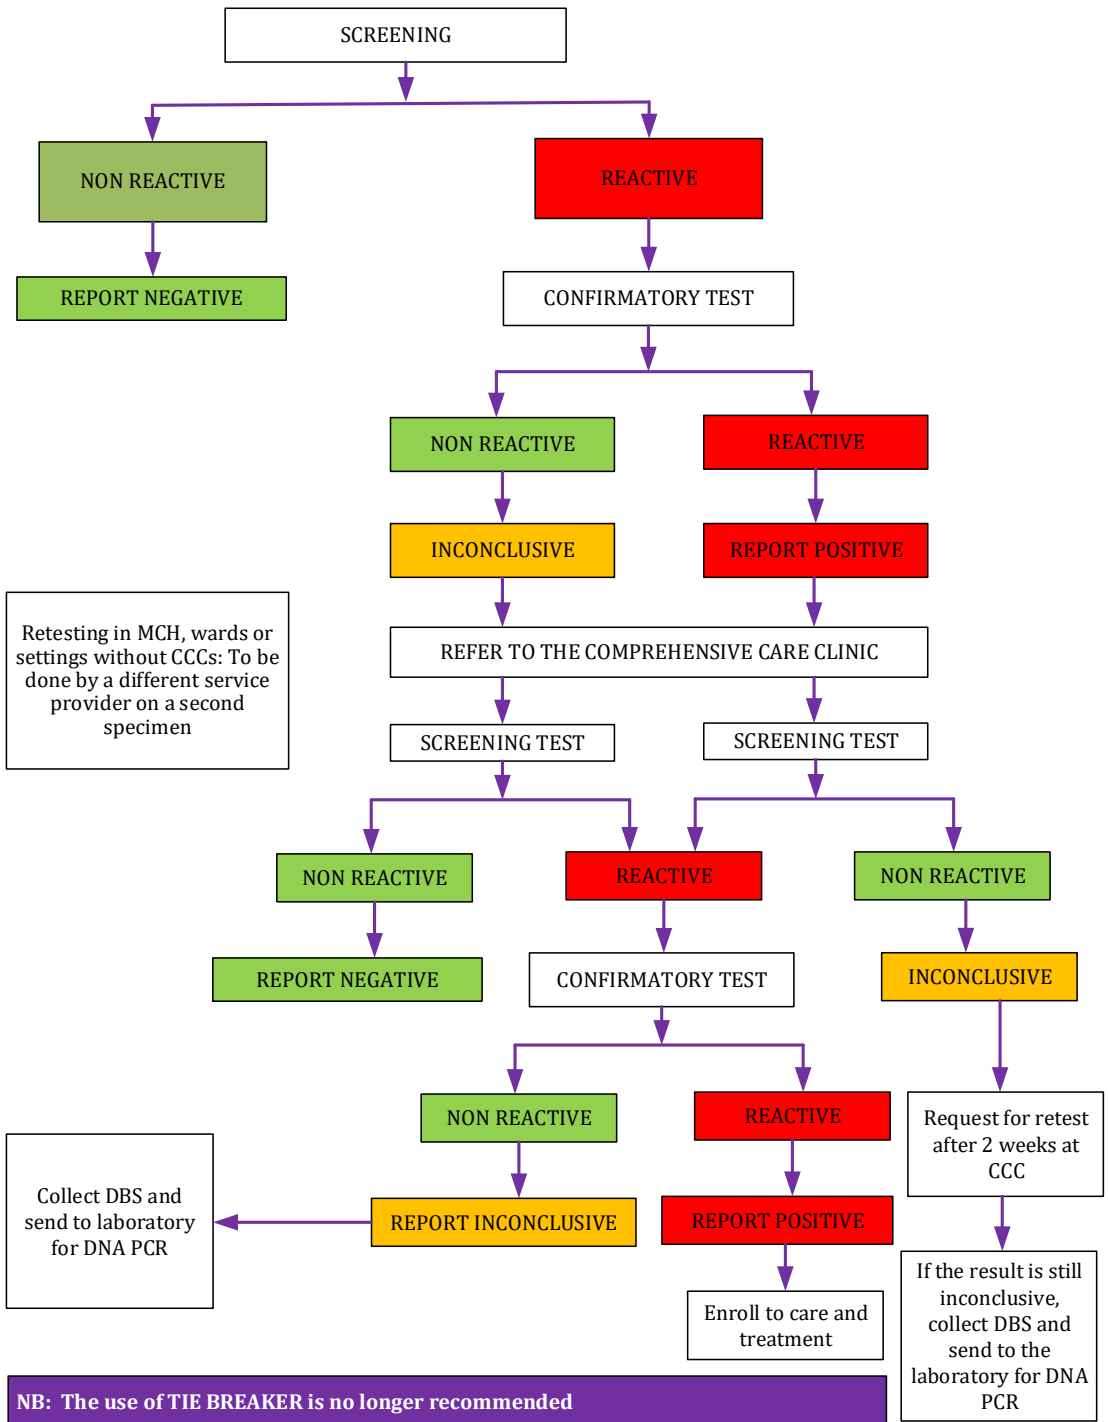 SCREENING
NON REACTIVE
REACTIVE
REPORT NEGATIVE
CONFIRMATORY TEST
NON REACTIVE
REACTIVE
INCONCLUSIVE
REPORT POSITIVE
Retesting in MCH, wards or
settings without CCCs: To be
done by a different service
provider on a second
specimen
REFER TO THE COMPREHENSIVE CARE CLINIC
SCREENING TEST
SCREENING TEST
NON REACTIVE
REACTIVE
NON REACTIVE
REPORT NEGATIVE
CONFIRMATORY TEST
INCONCLUSIVE
NON REACTIVE
REACTIVE
Request for retest
after 2 weeks at
CCC
Collect DBS and
send to laboratory
for DNA PCR
REPORT INCONCLUSIVE
REPORT POSITIVE
Enroll to care and
treatment
If the result is still
inconclusive,
collect DBS and
send to the
laboratory for DNA
PCR
NB: The use of TIE BREAKER is no longer recommended